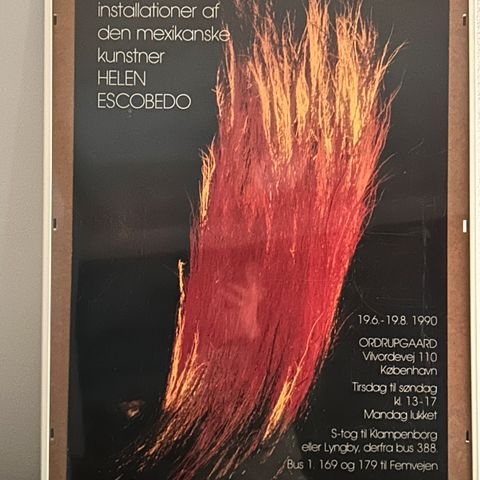 installationer af
den mexikanske
kunstner
HELEN
ESCOBEDO
19.6.-19.8. 1990
ORDRUPGAARD
Vilvordevej 110
København
Tirsdag til søndag
kl. 13-17
Mandag lukket
S-tog til Klampenborg
eller Lyngby, derfra bus 388.
Bus 1. 169 og 179 til Femvejen